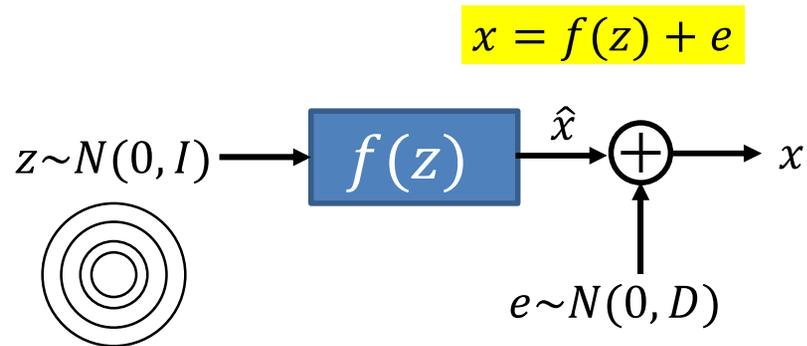 x = f(z) + e
z~N(0, I) f(z) x̂ + x
e~N(0, D)